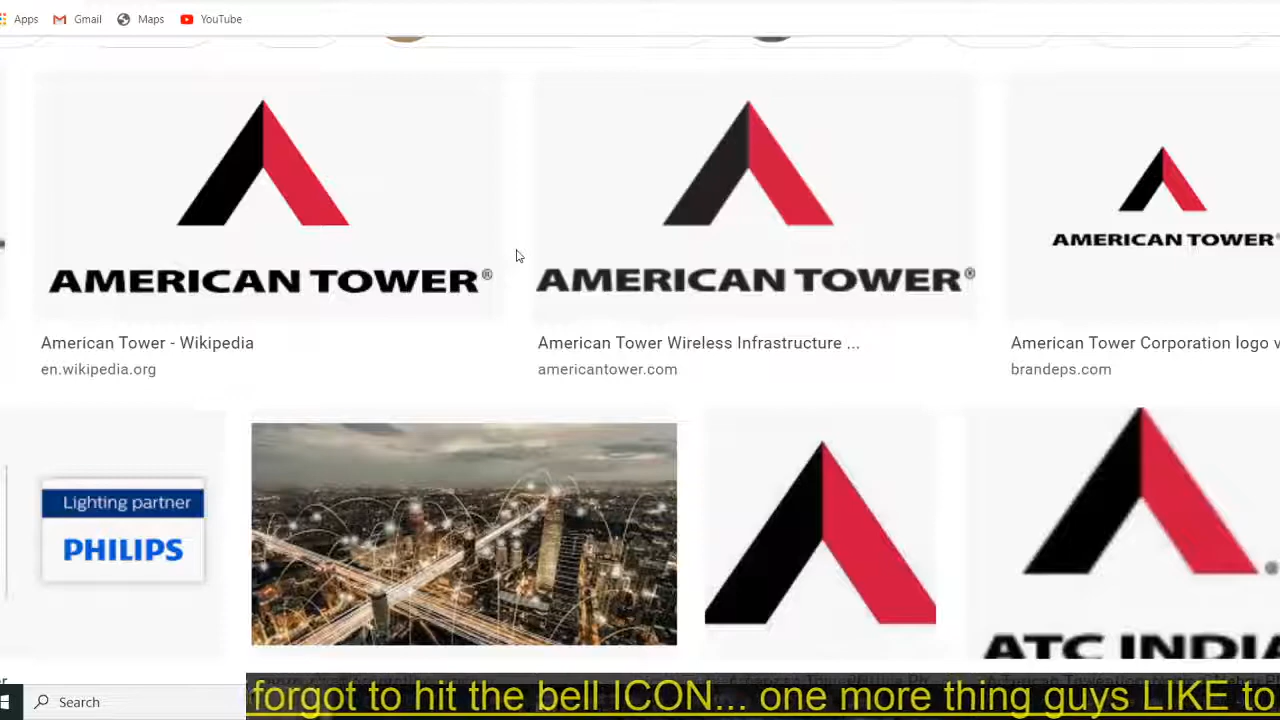 Apps Gmail Maps YouTube
AMERICAN TOWER®
AMERICAN TOWER®
AMERICAN TOWER
American Tower - Wikipedia
en.wikipedia.org
American Tower Wireless Infrastructure ...
americantower.com
American Tower Corporation logo
brandeps.com
Lighting partner
PHILIPS
®
ATC INDIA
Search
forgot to hit the bell ICON... one more thing guys LIKE to